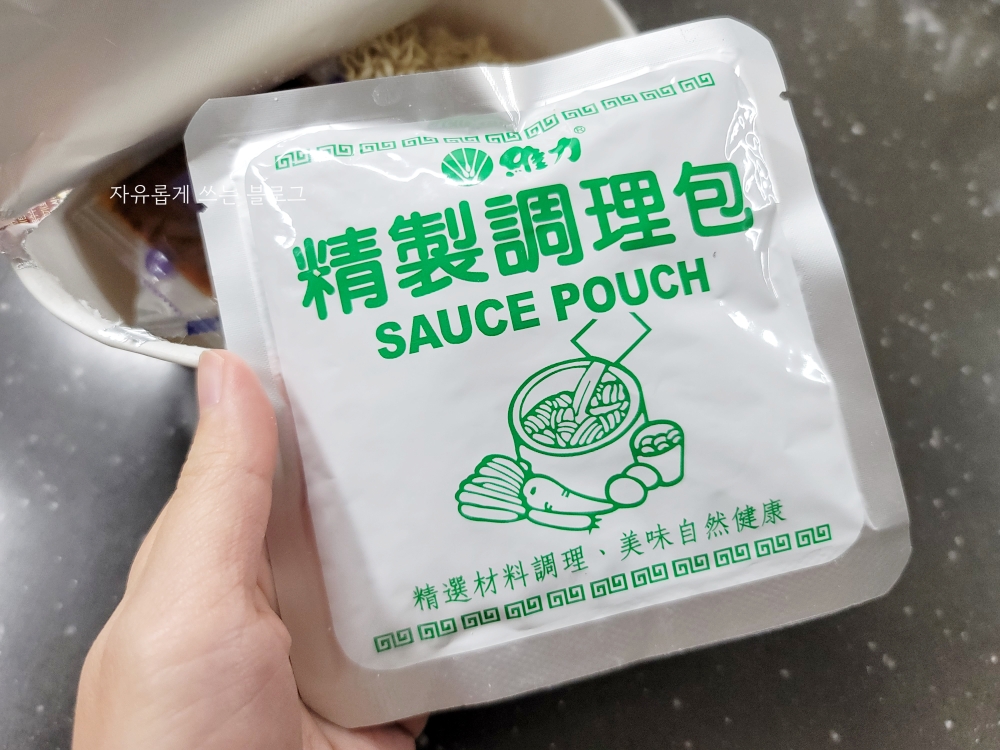 維力®
자유롭게 쓰는 블로그
精製調理包
SAUCE POUCH
精選材料調理、美味自然健康